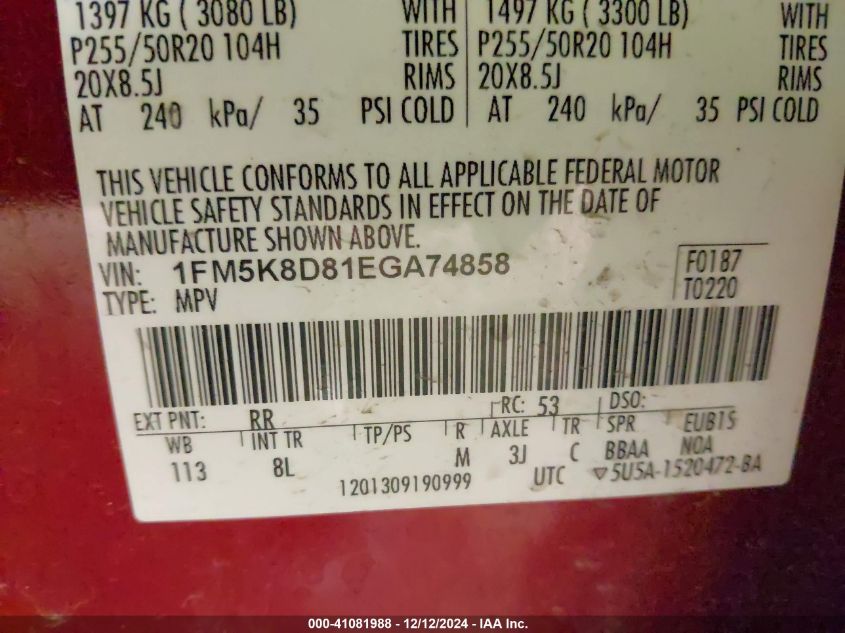 1397 KG ( 3080 LB) WITH 1497 KG ( 3300 LB) WITH
P255/50R20 104H TIRES P255/50R20 104H TIRES
20X8.5J RIMS 20X8.5J RIMS
AT 240 kPa/ 35 PSI COLD AT 240 kPa/ 35 PSI COLD
THIS VEHICLE CONFORMS TO ALL APPLICABLE FEDERAL MOTOR
VEHICLE SAFETY STANDARDS IN EFFECT ON THE DATE OF
MANUFACTURE SHOWN ABOVE.
VIN: 1FM5K8D81EGA74858 F0187
TYPE: MPV T0220
EXT PNT: RR RC: 53 DSO:
WB INT TR TP/PS R AXLE TR SPR EUB1S
113 8L M 3J C BBAA NOA
1201309190999 UTC ▽5U5A-1520472-BA
000-41081988 - 12/12/2024 - IAA Inc.